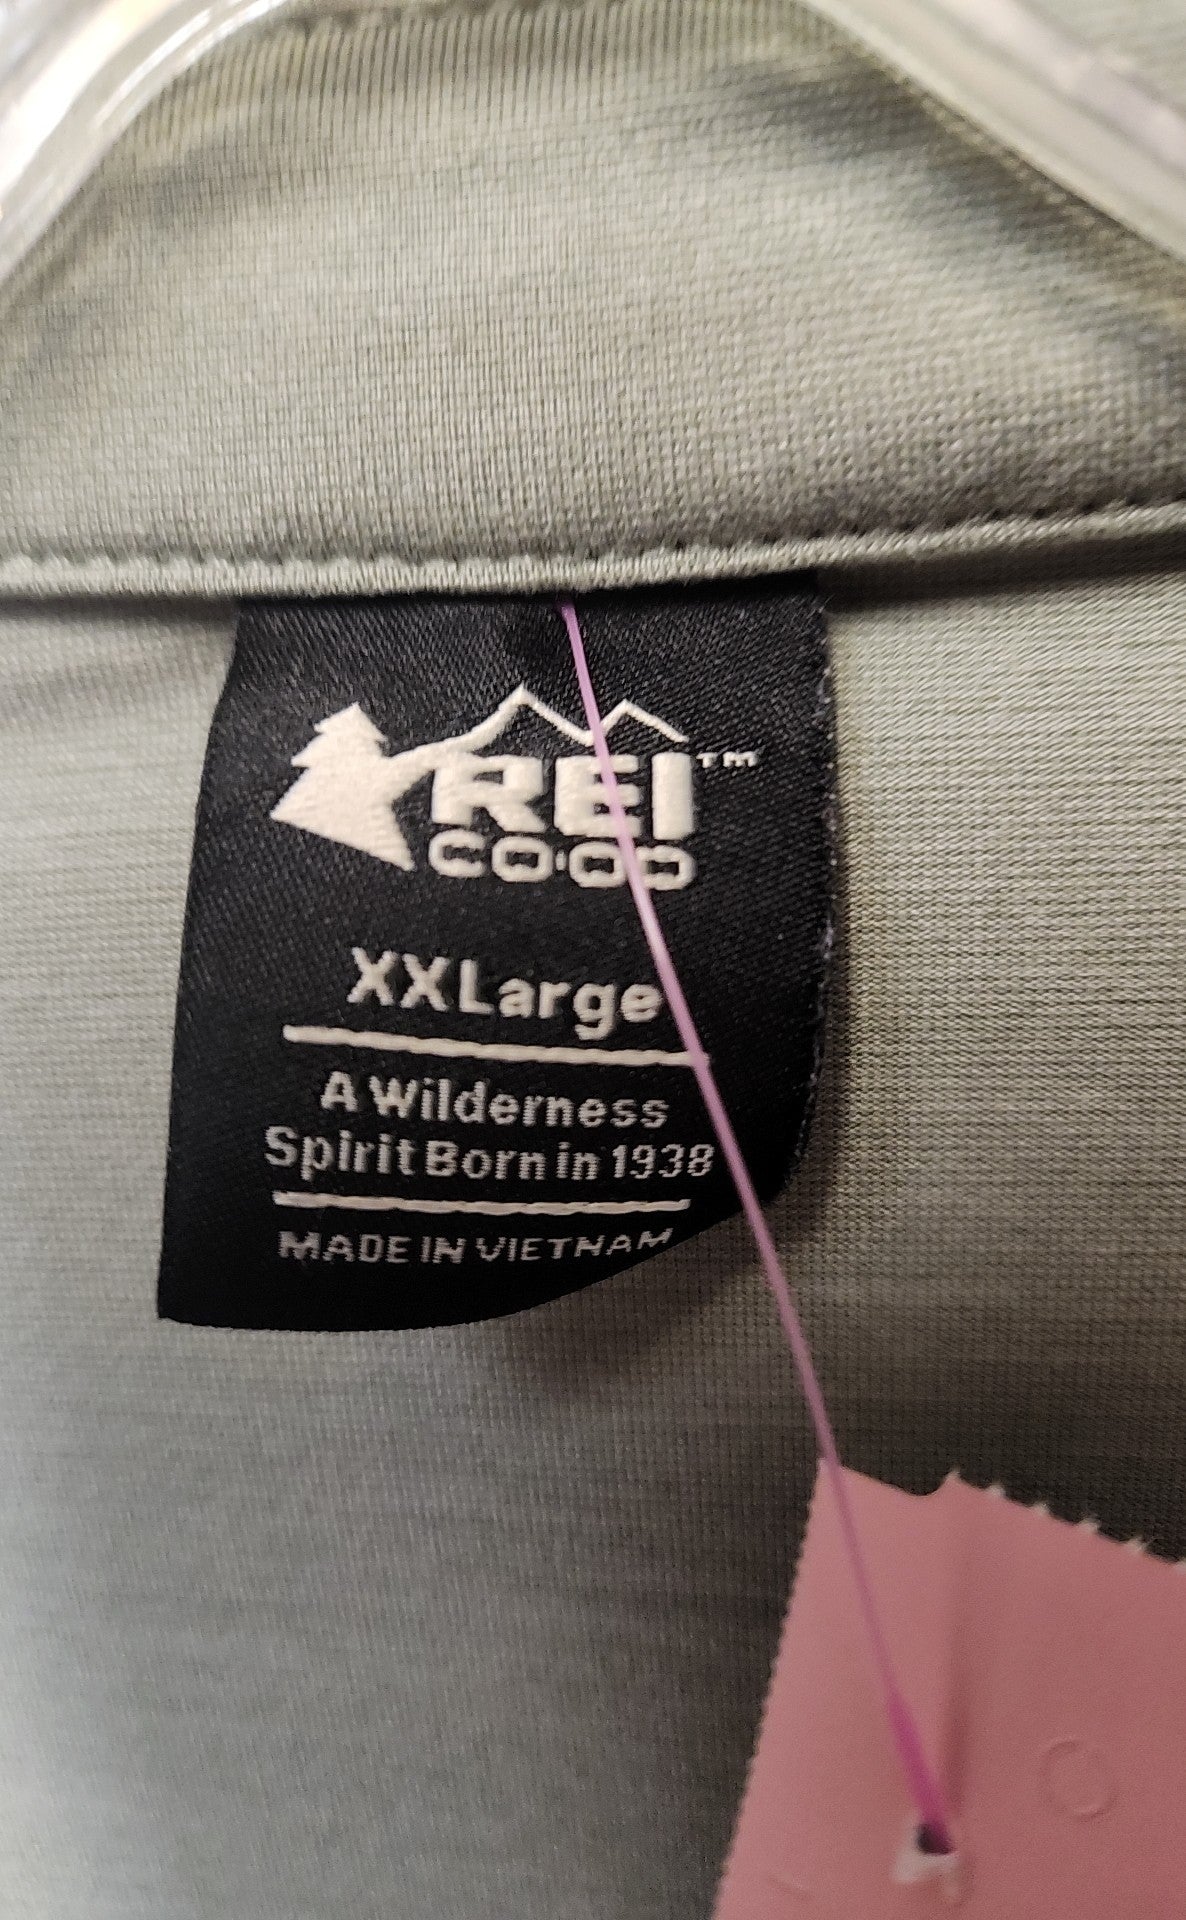 REI™
CO·OP
XXLarge
A Wilderness
Spirit Born in 1938
MADE IN VIETNAM